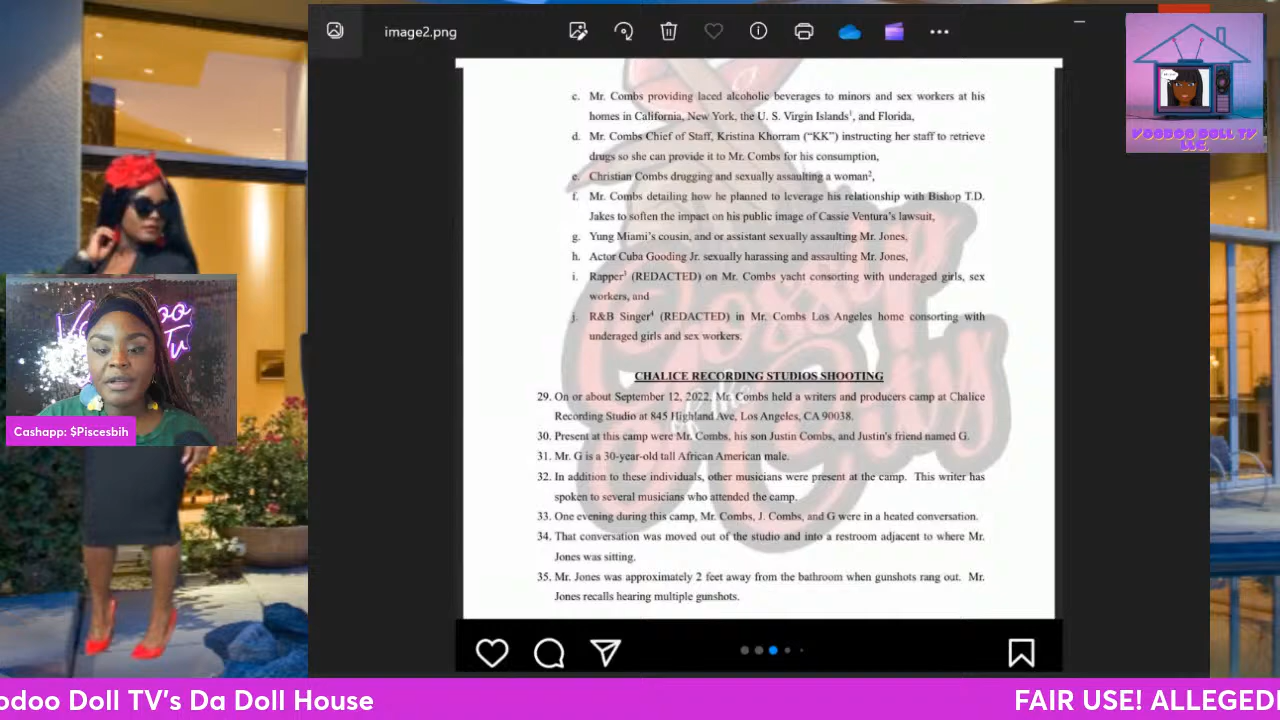 image2.png
c. Mr. Combs providing laced alcoholic beverages to minors and sex workers at his
homes in California, New York, the U. S. Virgin Islands¹, and Florida,
d. Mr. Combs Chief of Staff, Kristina Khorram ("KK") instructing her staff to retrieve
drugs so she can provide it to Mr. Combs for his consumption,
e. Christian Combs drugging and sexually assaulting a woman²,
f. Mr. Combs detailing how he planned to leverage his relationship with Bishop T.D.
Jakes to soften the impact on his public image of Cassie Ventura's lawsuit,
g. Yung Miami's cousin, and or assistant sexually assaulting Mr. Jones,
h. Actor Cuba Gooding Jr. sexually harassing and assaulting Mr. Jones,
i. Rapper³ (REDACTED) on Mr. Combs yacht consorting with underaged girls, sex
workers, and
j. R&B Singer⁴ (REDACTED) in Mr. Combs Los Angeles home consorting with
underaged girls and sex workers.
CHALICE RECORDING STUDIOS SHOOTING
29. On or about September 12, 2022, Mr. Combs held a writers and producers camp at Chalice
Recording Studio at 845 Highland Ave, Los Angeles, CA 90038.
30. Present at this camp were Mr. Combs, his son Justin Combs, and Justin's friend named G.
31. Mr. G is a 30-year-old tall African American male.
32. In addition to these individuals, other musicians were present at the camp. This writer has
spoken to several musicians who attended the camp.
33. One evening during this camp, Mr. Combs, J. Combs, and G were in a heated conversation.
34. That conversation was moved out of the studio and into a restroom adjacent to where Mr.
Jones was sitting.
35. Mr. Jones was approximately 2 feet away from the bathroom when gunshots rang out. Mr.
Jones recalls hearing multiple gunshots.
VOODOO DOLL TV
LLC.
Cashapp: $Piscesbih
odoo Doll TV's Da Doll House
FAIR USE! ALLEGED